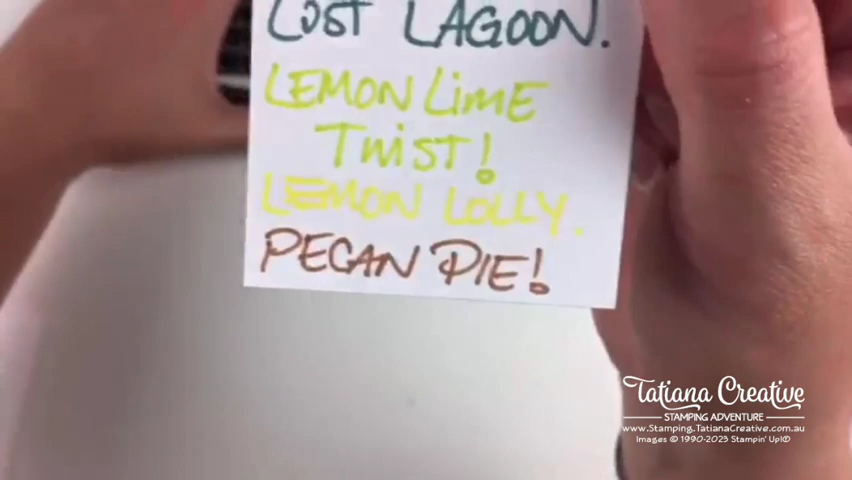 LOST LAGOON.
LEMON LIME
TWIST!
LEMON LOLLY.
PECAN PIE!
Tatiana Creative
STAMPING ADVENTURE
www.Stamping.TatianaCreative.com.au
Images © 1990-2023 Stampin' Up!®